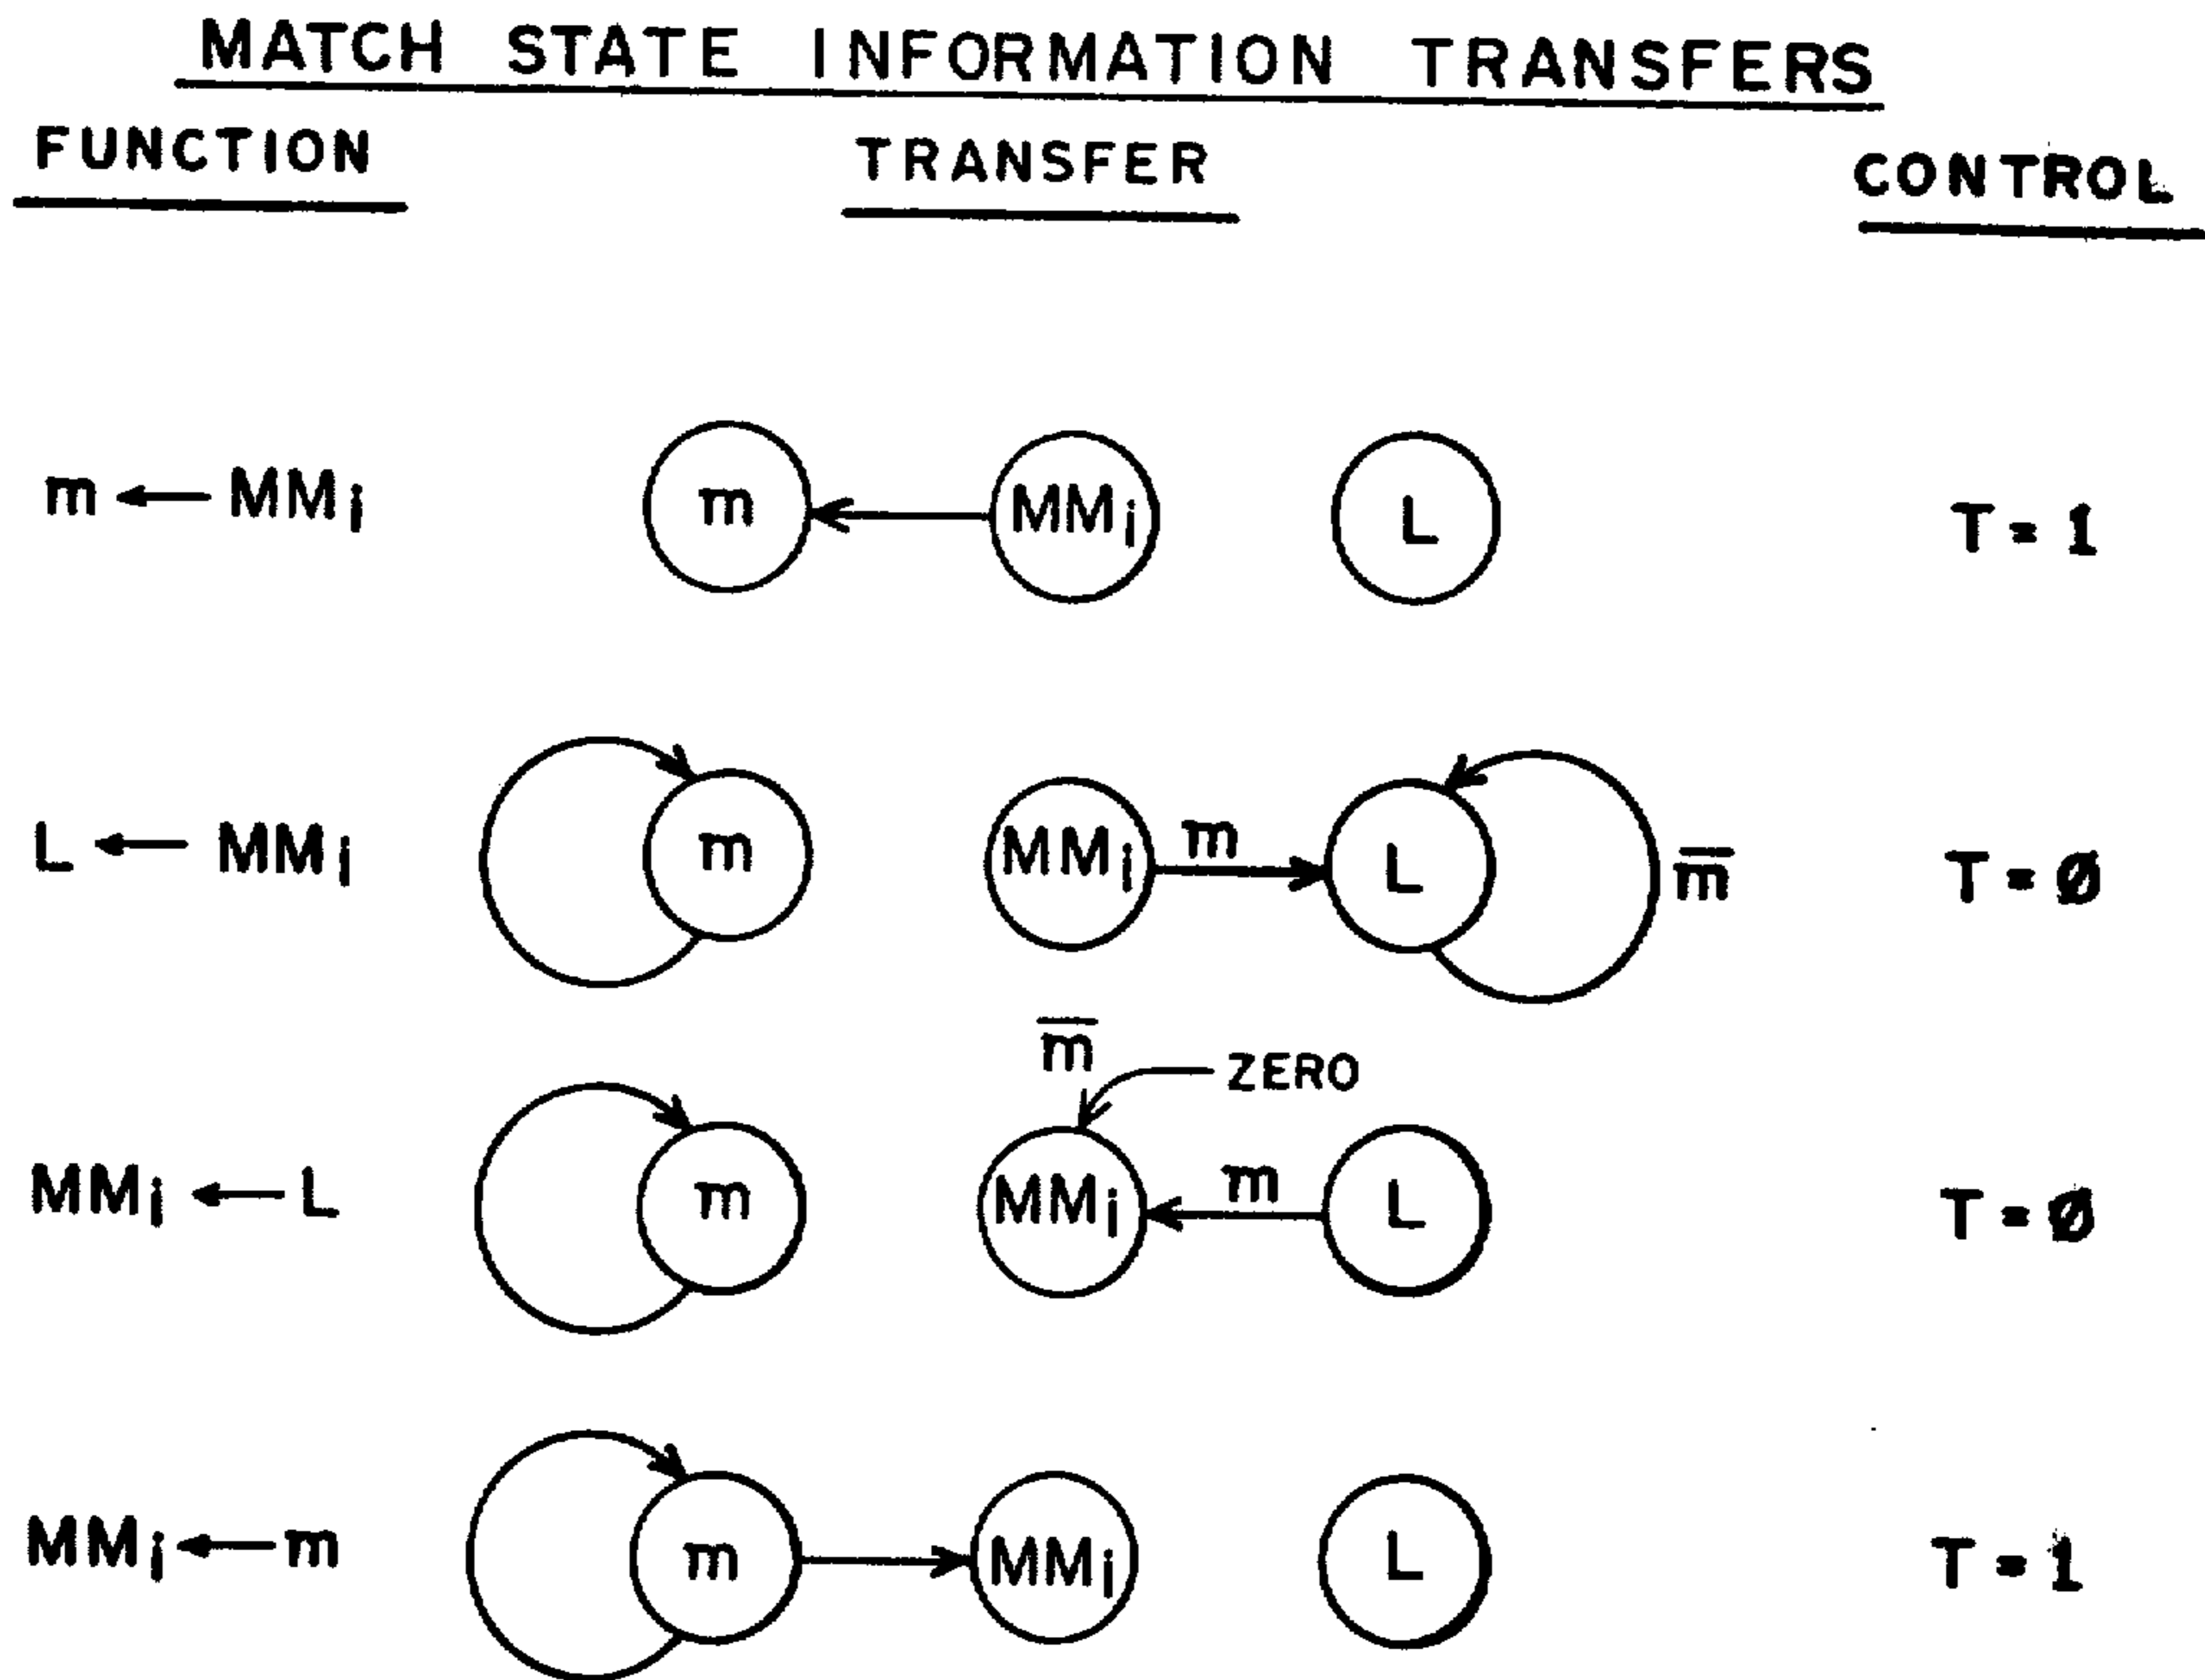 MATCH STATE INFORMATION TRANSFERS
FUNCTION TRANSFER CONTROL
m ← MMi m MMi L T = 1
L ← MMi m MMi m L m̅ T = Ø
m̅ ZERO
MMi ← L m MMi m L T = Ø
MMi ← m m MMi L T = 1